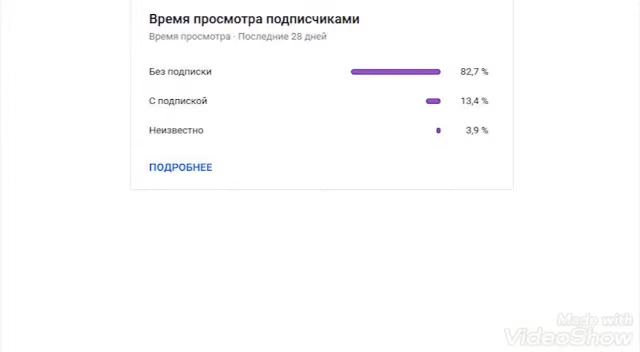 Время просмотра подписчиками
Время просмотра · Последние 28 дней
Без подписки 82,7 %
С подпиской 13,4 %
Неизвестно 3,9 %
ПОДРОБНЕЕ
Made with
VideoShow